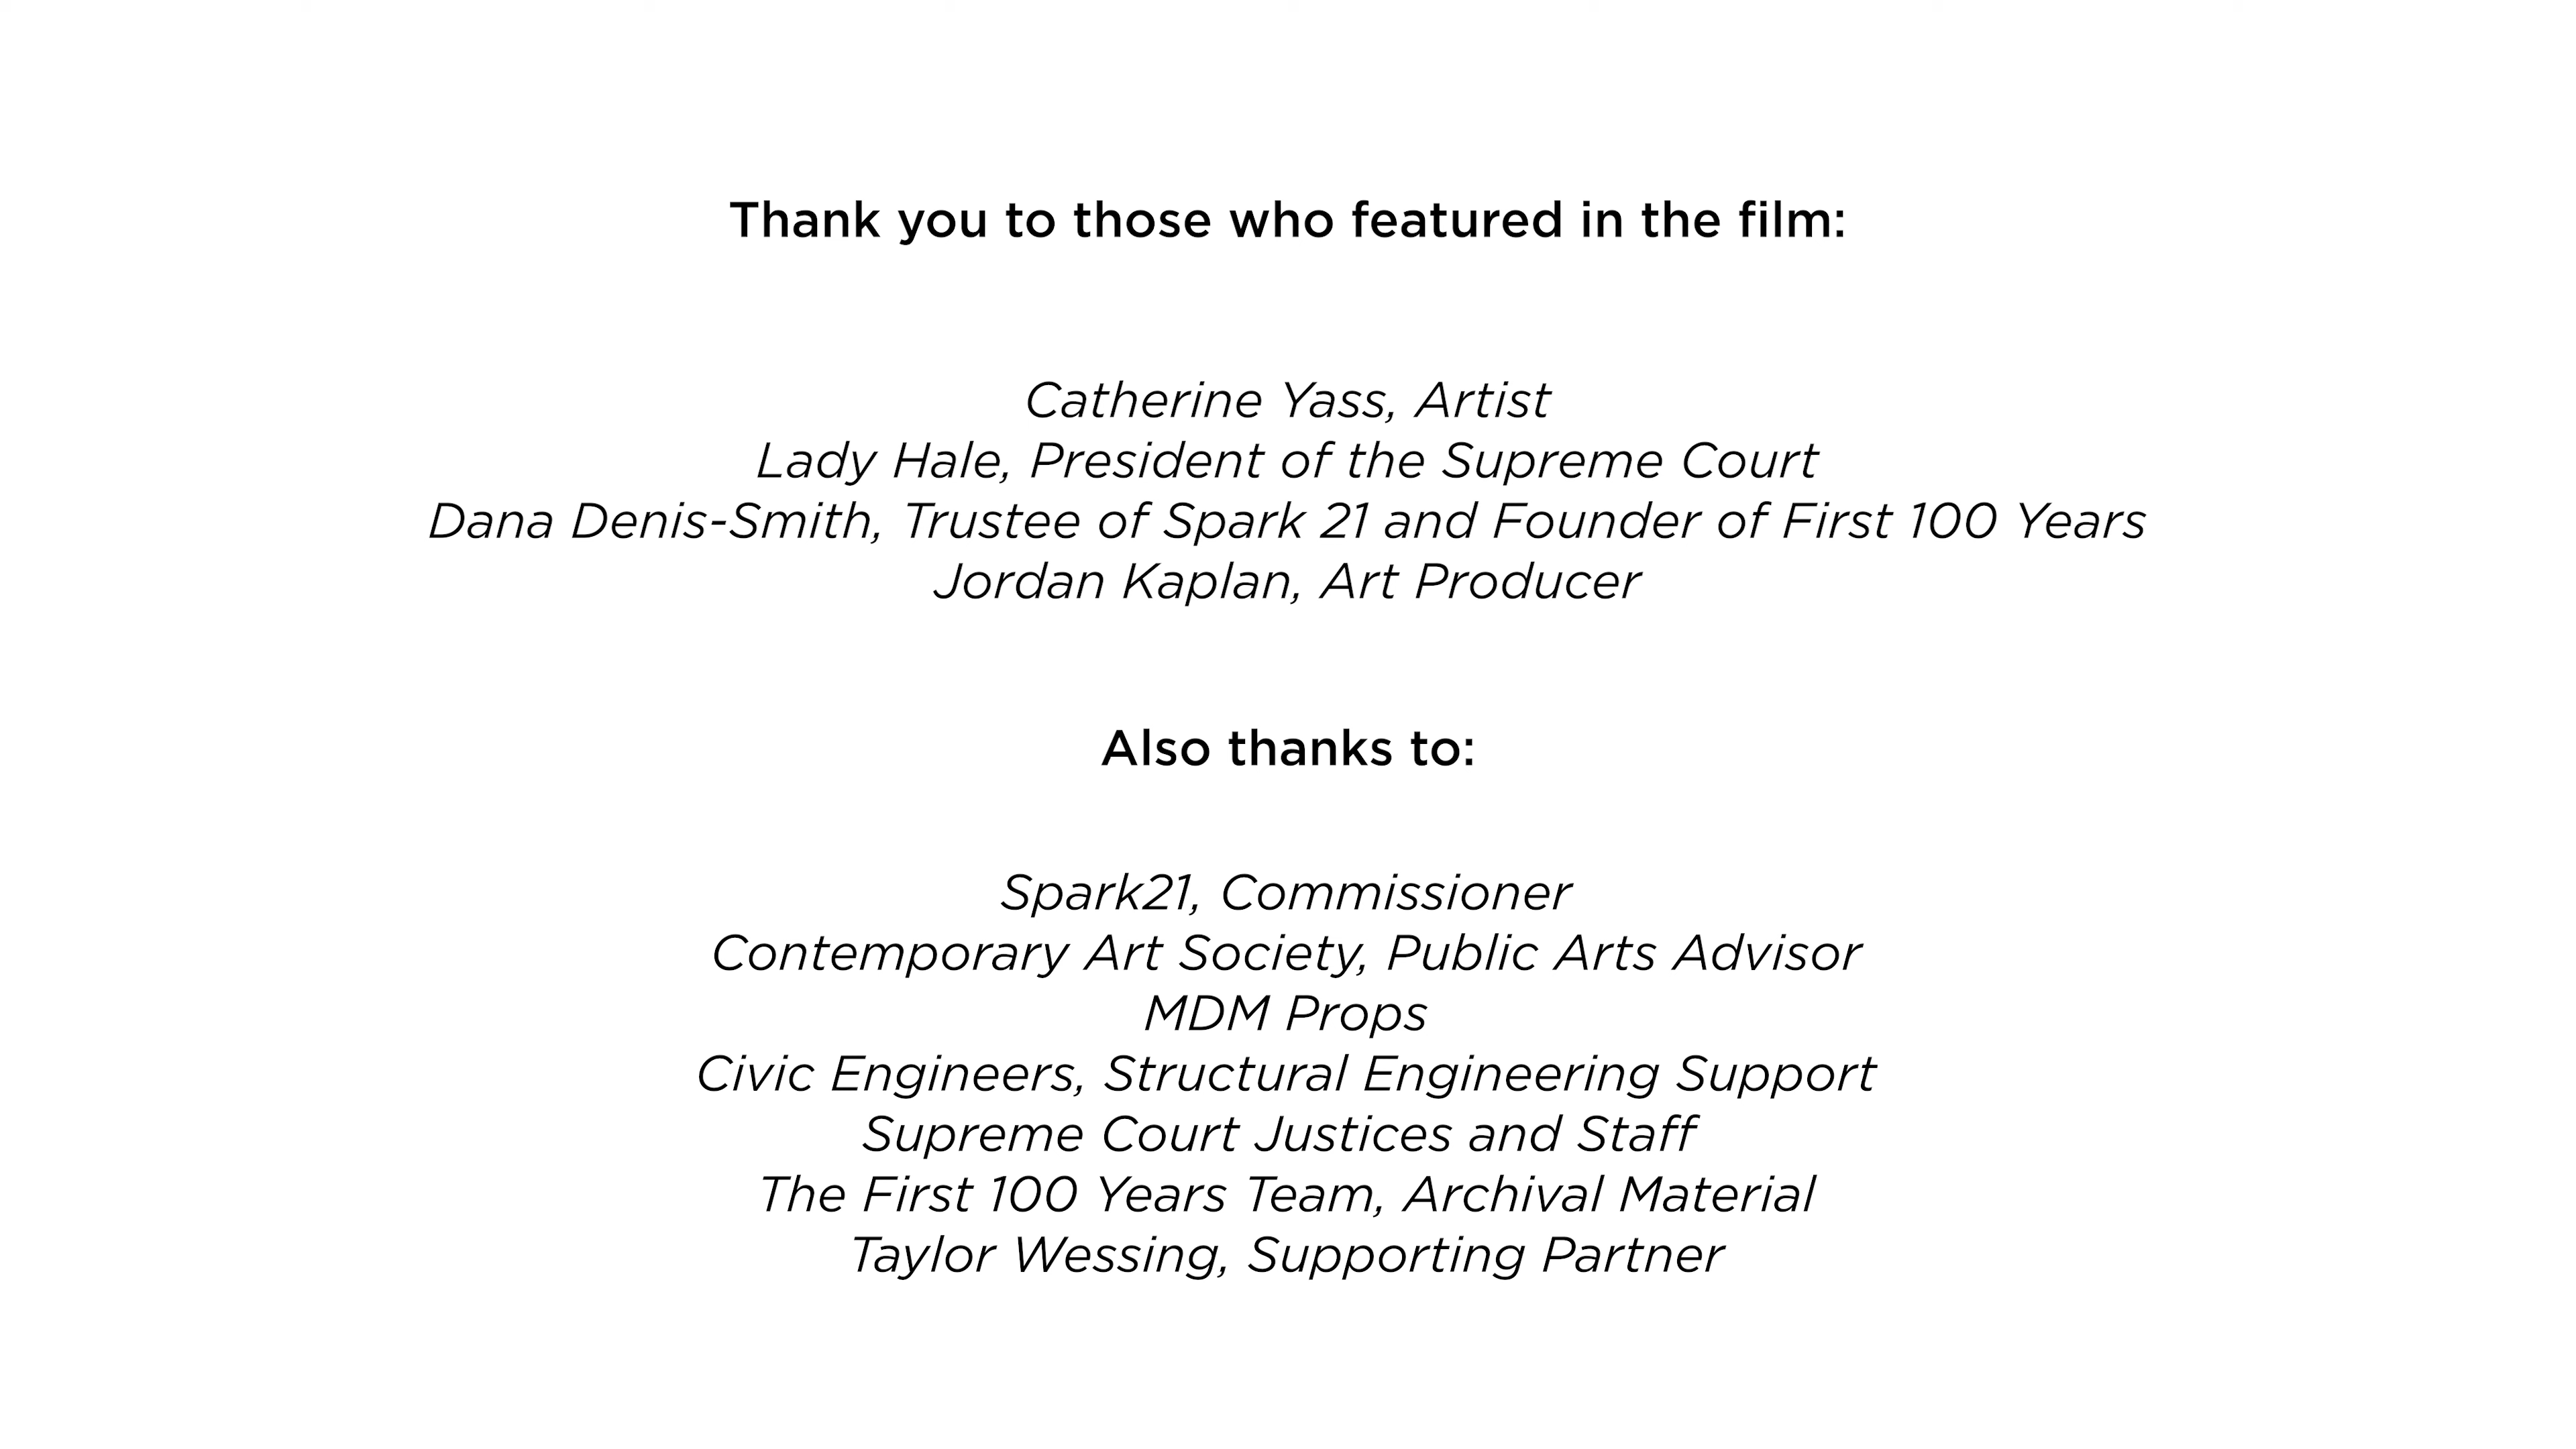 Thank you to those who featured in the film:
Catherine Yass, Artist
Lady Hale, President of the Supreme Court
Dana Denis-Smith, Trustee of Spark 21 and Founder of First 100 Years
Jordan Kaplan, Art Producer
Also thanks to:
Spark21, Commissioner
Contemporary Art Society, Public Arts Advisor
MDM Props
Civic Engineers, Structural Engineering Support
Supreme Court Justices and Staff
The First 100 Years Team, Archival Material
Taylor Wessing, Supporting Partner